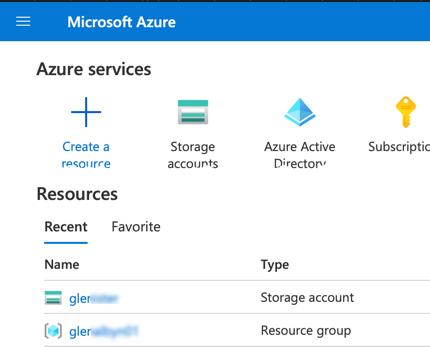 Microsoft Azure
Azure services
Create a resource
Storage accounts
Azure Active Directory
Subscriptio
Resources
Recent Favorite
Name Type
Storage account
Resource group